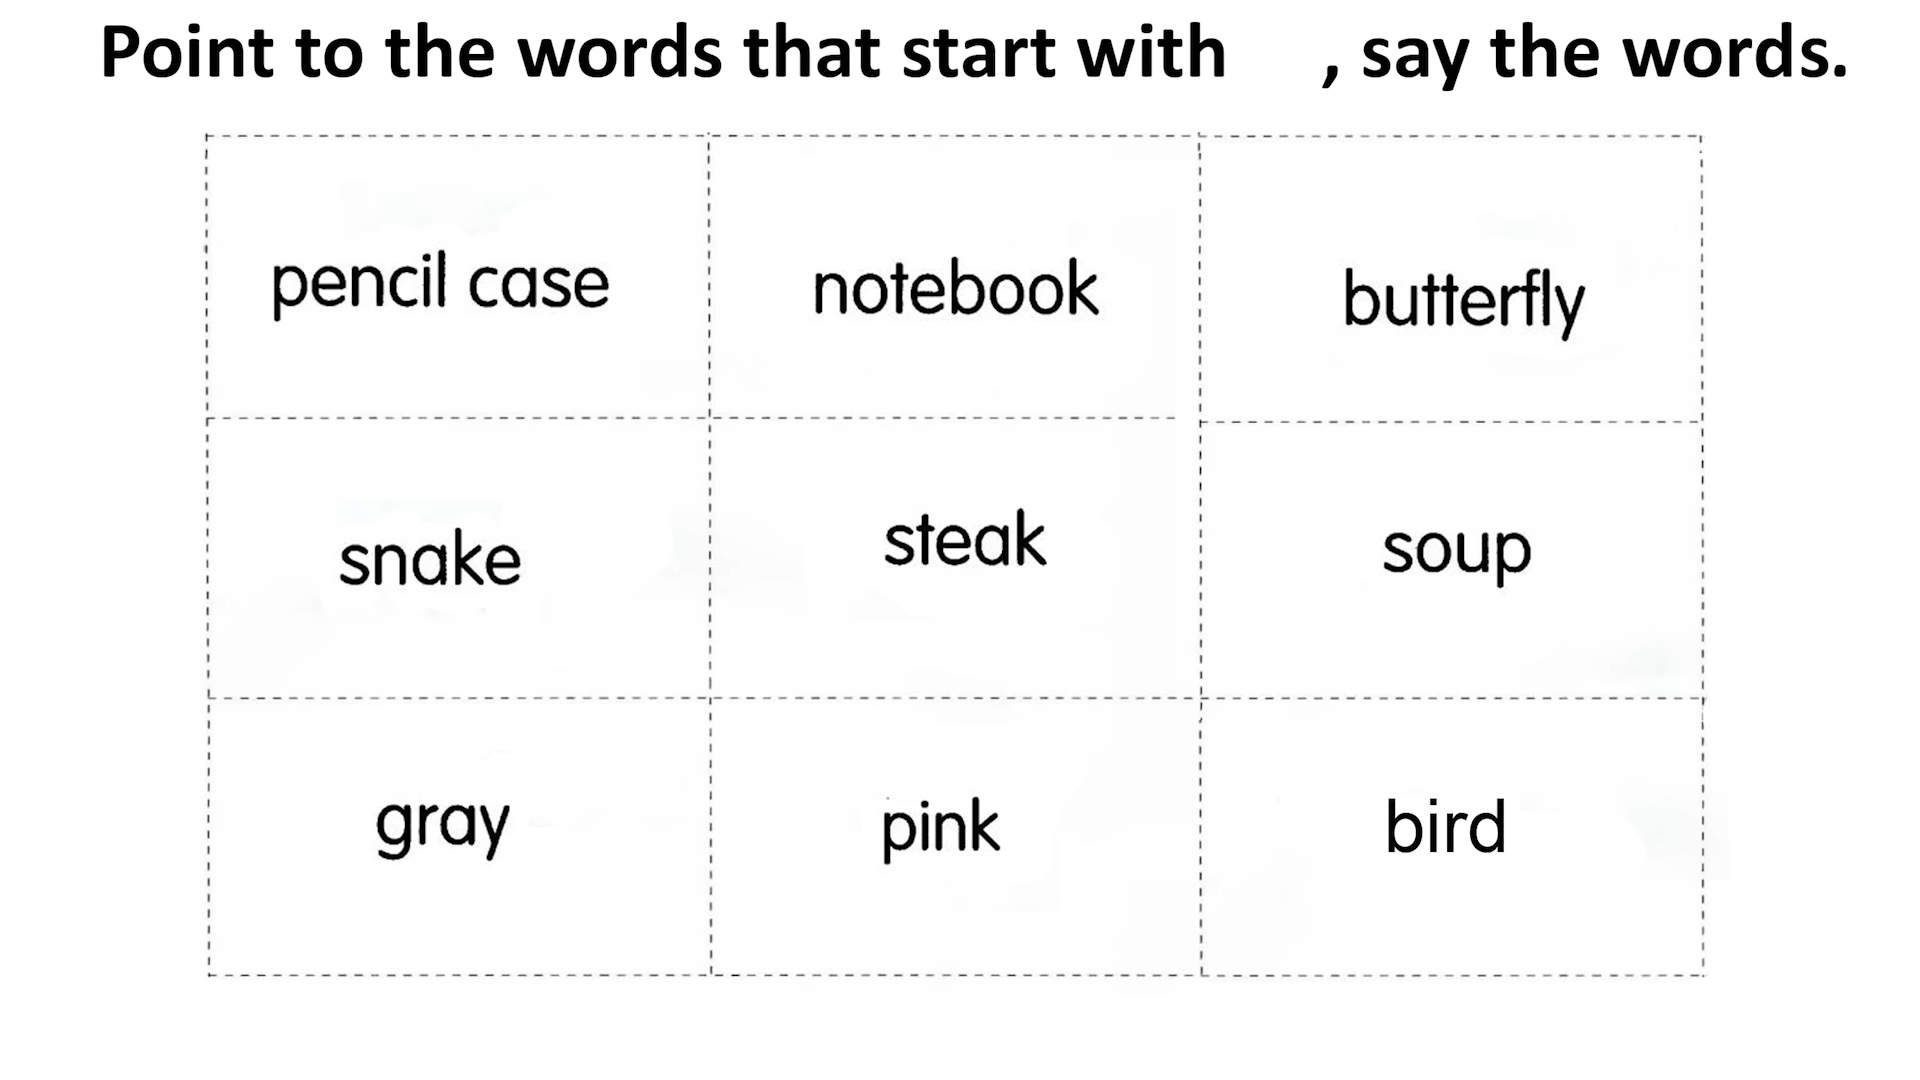 Point to the words that start with , say the words.
pencil case notebook butterfly
snake steak soup
gray pink bird